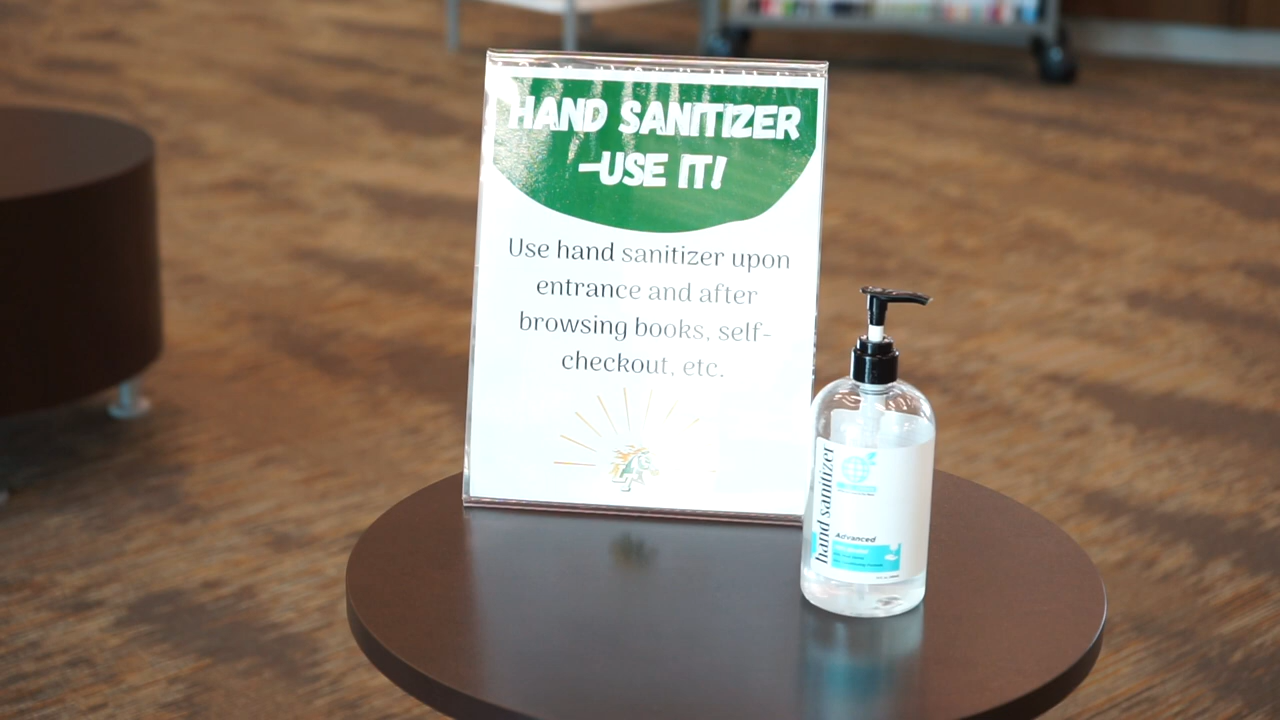 HAND SANITIZER
–USE IT!
Use hand sanitizer upon
entrance and after
browsing books, self-
checkout, etc.
hand sanitizer
Advanced